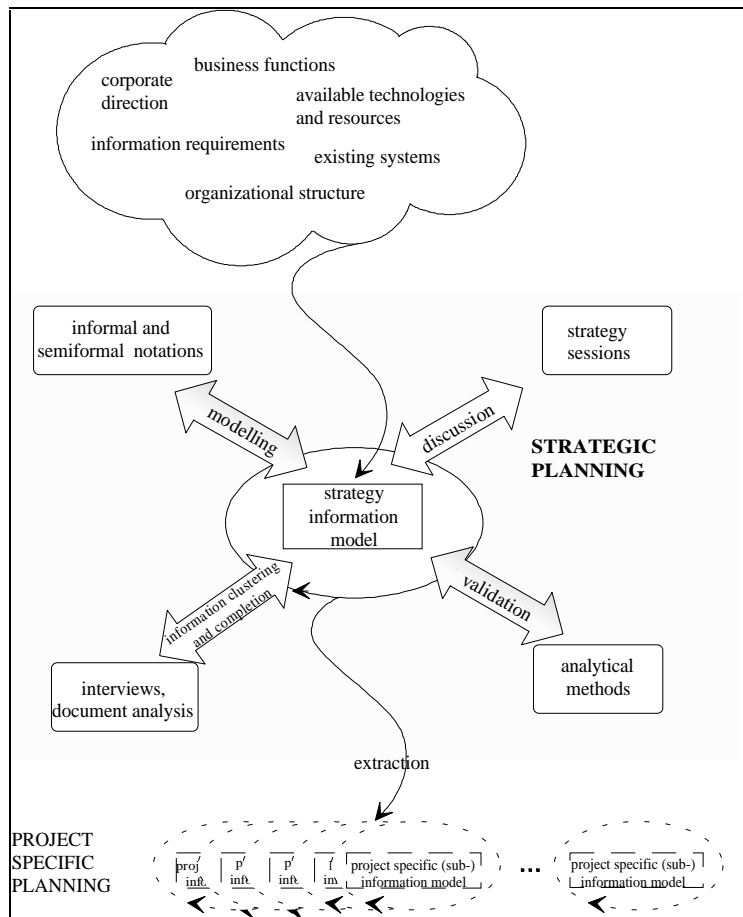 business functions
corporate
direction
available technologies
and resources
information requirements
existing systems
organizational structure
informal and
semiformal notations
strategy
sessions
modelling
discussion
STRATEGIC
PLANNING
strategy
information
model
information clustering
and completion
validation
interviews,
document analysis
analytical
methods
extraction
PROJECT
SPECIFIC
PLANNING
project specific (sub-)
information model
...
project specific (sub-)
information model